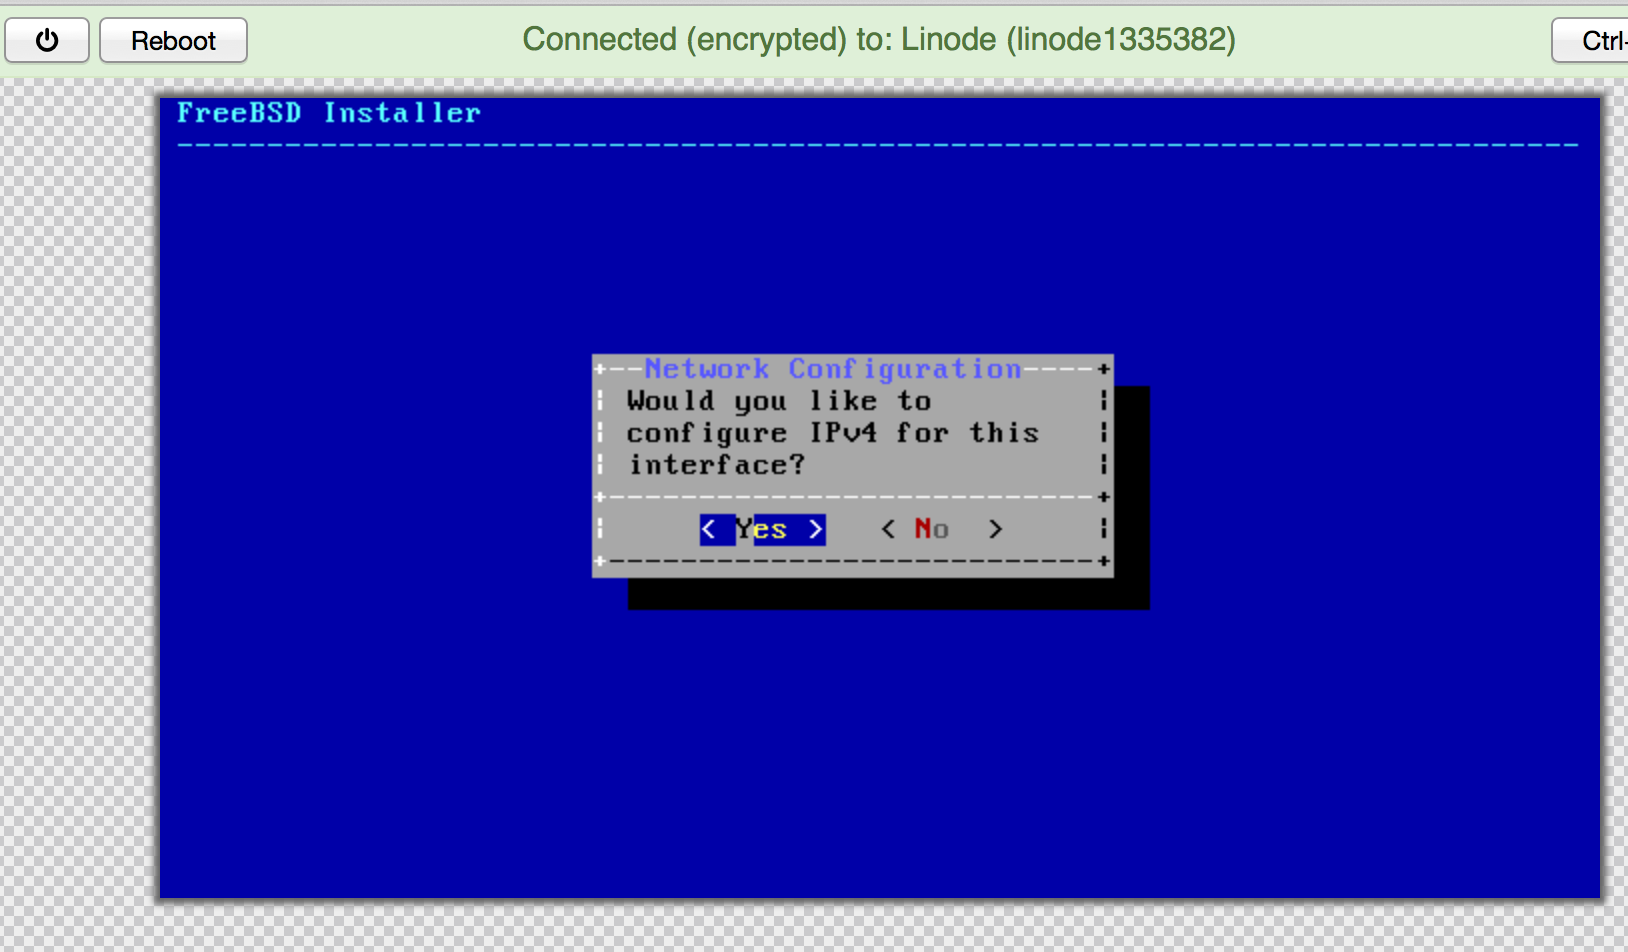 Reboot
Connected (encrypted) to: Linode (linode1335382)
Ctrl-
FreeBSD Installer
Network Configuration
Would you like to
configure IPv4 for this
interface?
< Yes > < No >